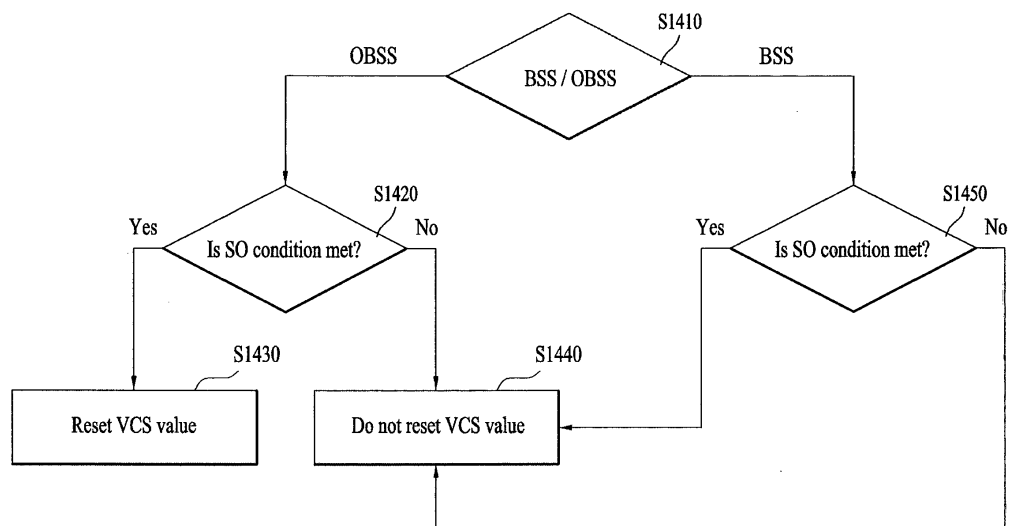 S1410
OBSS
BSS / OBSS
BSS
S1420
S1450
Yes
Is SO condition met?
No
Yes
Is SO condition met?
No
S1430
S1440
Reset VCS value
Do not reset VCS value